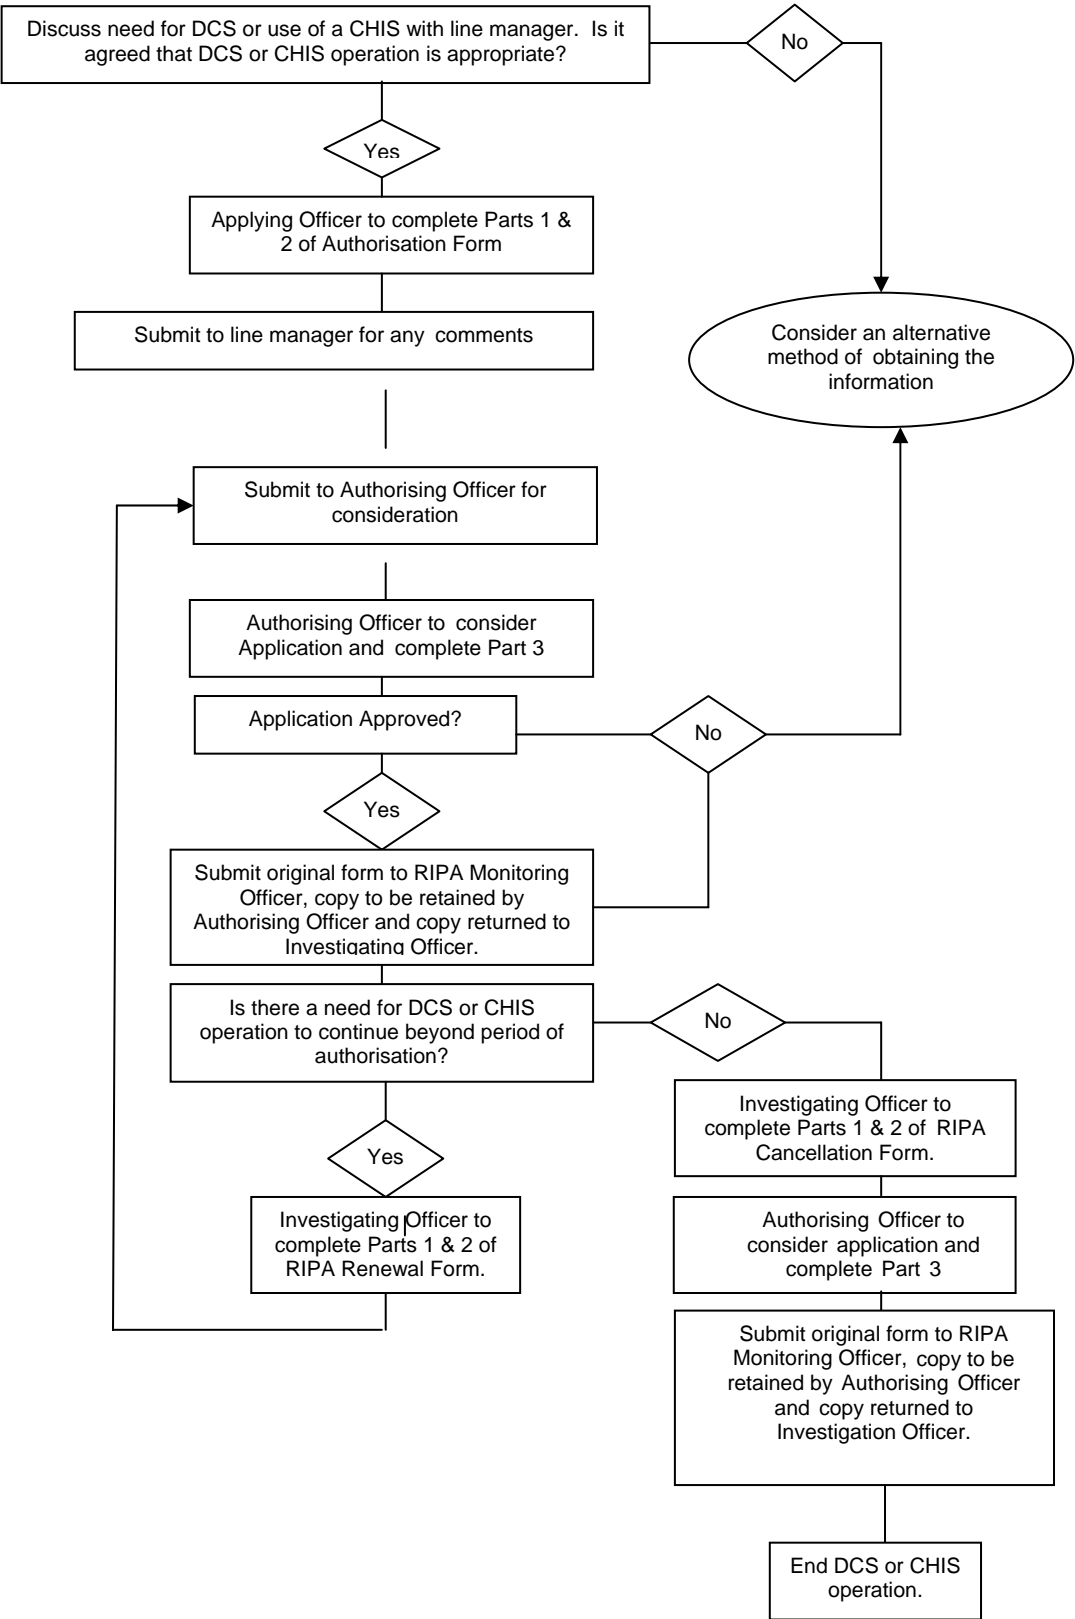 Discuss need for DCS or use of a CHIS with line manager. Is it
agreed that DCS or CHIS operation is appropriate?
No
Yes
Applying Officer to complete Parts 1 &
2 of Authorisation Form
Submit to line manager for any comments
Consider an alternative
method of obtaining the
information
Submit to Authorising Officer for
consideration
Authorising Officer to consider
Application and complete Part 3
Application Approved?
No
Yes
Submit original form to RIPA Monitoring
Officer, copy to be retained by
Authorising Officer and copy returned to
Investigating Officer.
Is there a need for DCS or CHIS
operation to continue beyond period of
authorisation?
No
Yes
Investigating Officer to
complete Parts 1 & 2 of
RIPA Renewal Form.
Investigating Officer to
complete Parts 1 & 2 of RIPA
Cancellation Form.
Authorising Officer to
consider application and
complete Part 3
Submit original form to RIPA
Monitoring Officer, copy to be
retained by Authorising Officer
and copy returned to
Investigation Officer.
End DCS or CHIS
operation.